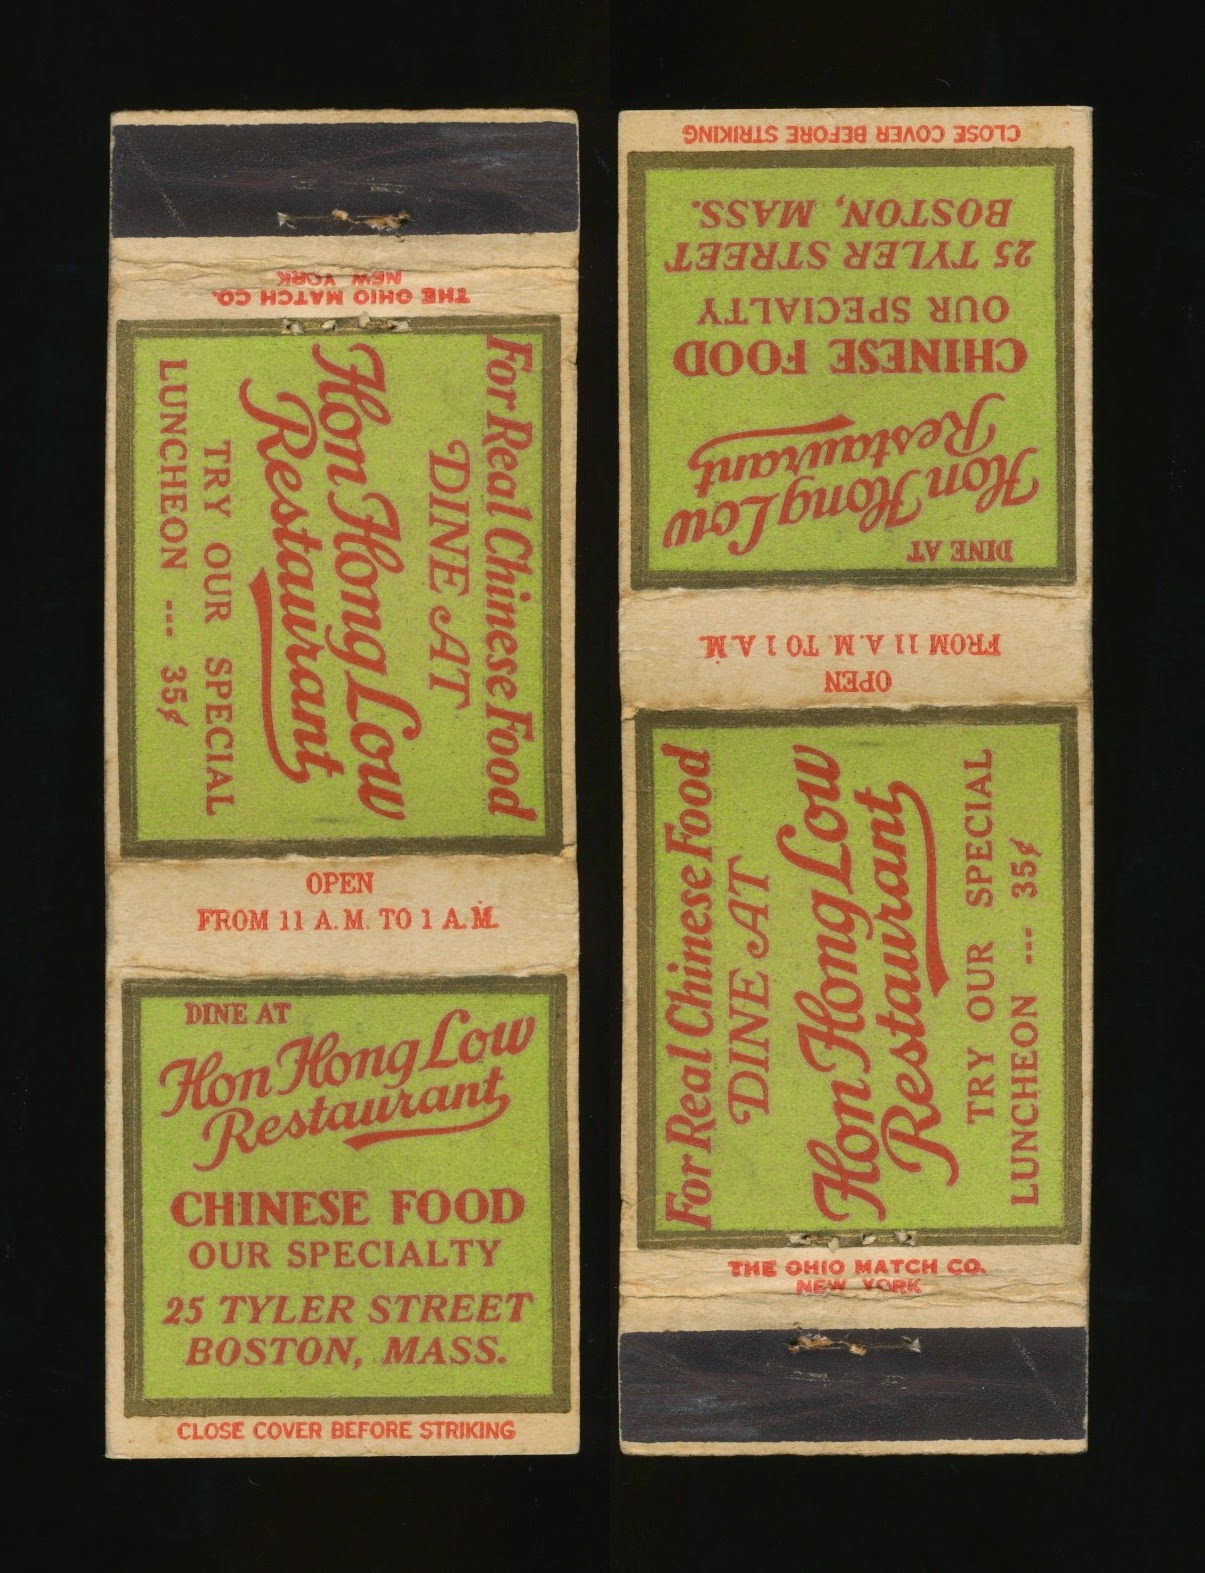 THE OHIO MATCH CO.
NEW YORK
For Real Chinese Food
DINE AT
Hon Hong Low
Restaurant
TRY OUR SPECIAL
LUNCHEON --- 35¢
OPEN
FROM 11 A.M. TO 1 A.M.
DINE AT
Hon Hong Low
Restaurant
CHINESE FOOD
OUR SPECIALTY
25 TYLER STREET
BOSTON, MASS.
CLOSE COVER BEFORE STRIKING
CLOSE COVER BEFORE STRIKING
DINE AT
Hon Hong Low
Restaurant
CHINESE FOOD
OUR SPECIALTY
25 TYLER STREET
BOSTON, MASS.
OPEN
FROM 11 A.M. TO 1 A.M.
For Real Chinese Food
DINE AT
Hon Hong Low
Restaurant
TRY OUR SPECIAL
LUNCHEON --- 35¢
THE OHIO MATCH CO.
NEW YORK